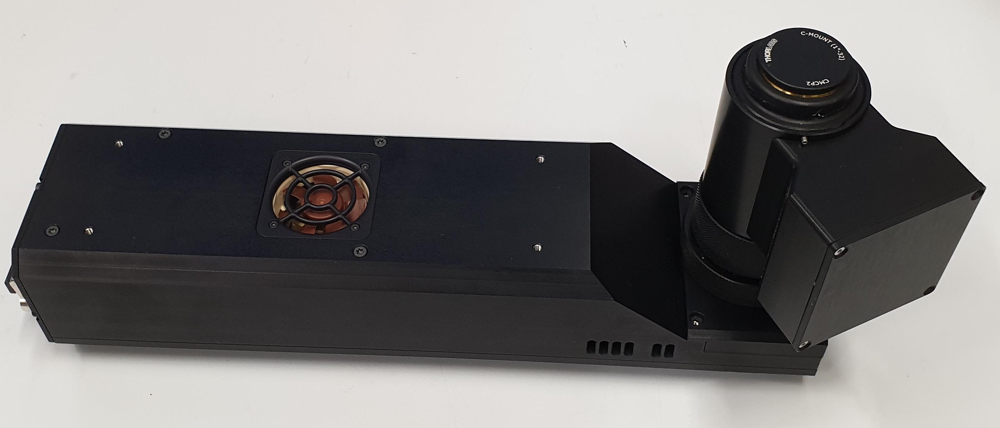 C-MOUNT (1"-32)
THORLABS
CMCP2